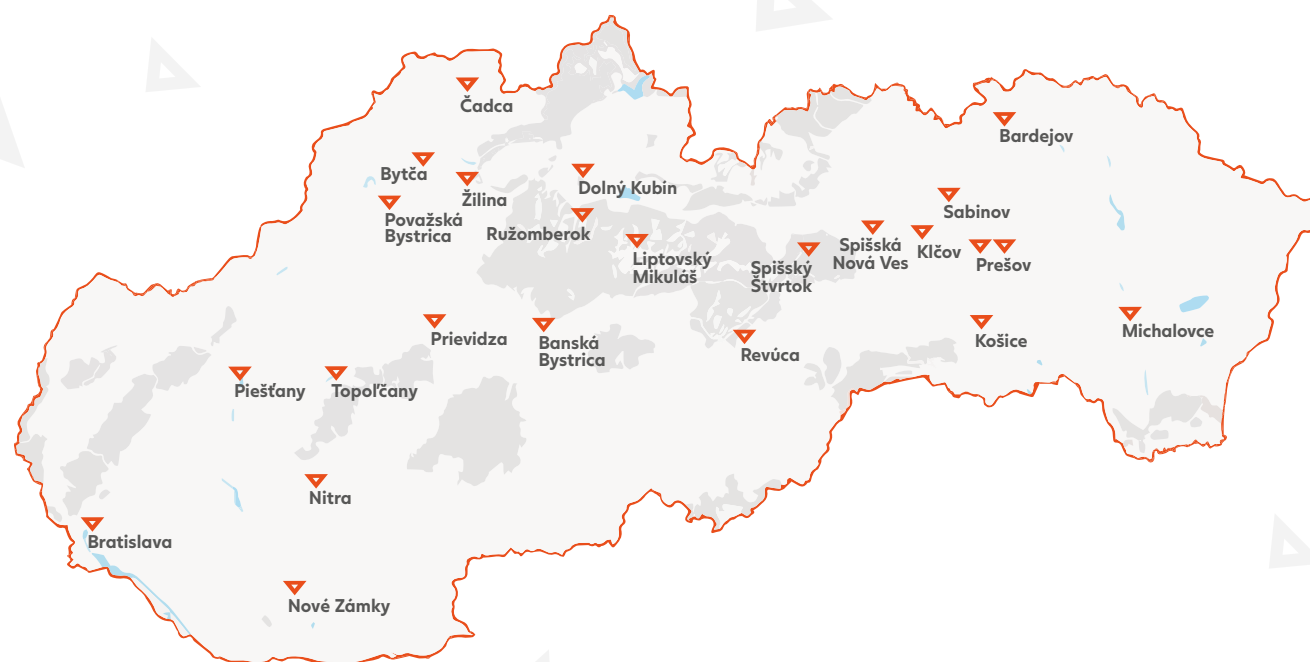 Čadca
Bardejov
Bytča
Dolný Kubín
Žilina
Považská
Bystrica
Sabinov
Ružomberok
Spišská
Nová Ves
Klčov
Prešov
Liptovský
Mikuláš
Spišský
Štvrtok
Michalovce
Prievidza
Banská
Bystrica
Revúca
Košice
Piešťany
Topoľčany
Nitra
Bratislava
Nové Zámky